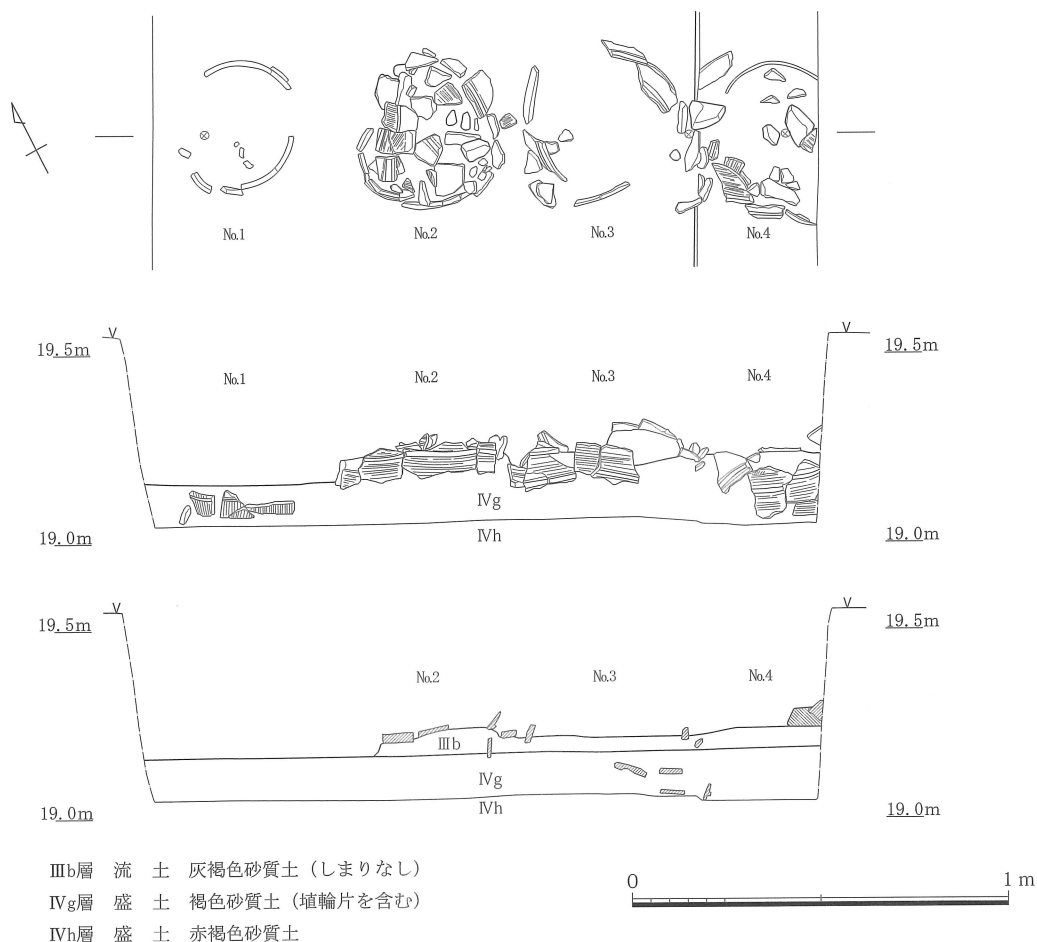 No.1 No.2 No.3 No.4
19.5m 19.5m
No.1 No.2 No.3 No.4
Ⅳg
19.0m Ⅳh 19.0m
19.5m 19.5m
No.2 No.3 No.4
Ⅲb
Ⅳg
19.0m Ⅳh 19.0m
Ⅲb層 流 土 灰褐色砂質土（しまりなし）
0 1 m
Ⅳg層 盛 土 褐色砂質土（埴輪片を含む）
Ⅳh層 盛 土 赤褐色砂質土